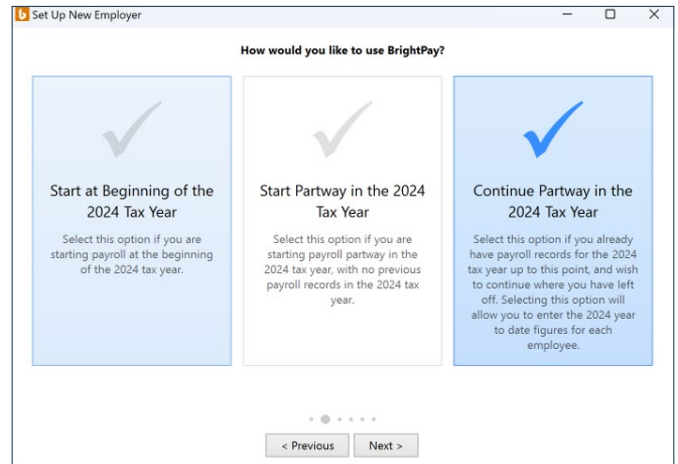 b Set Up New Employer
How would you like to use BrightPay?
Start at Beginning of the
2024 Tax Year
Select this option if you are
starting payroll at the beginning
of the 2024 tax year.
Start Partway in the 2024
Tax Year
Select this option if you are
starting payroll partway in the
2024 tax year, with no previous
payroll records in the 2024 tax
year.
Continue Partway in the
2024 Tax Year
Select this option if you already
have payroll records for the 2024
tax year up to this point, and wish
to continue where you have left
off. Selecting this option will
allow you to enter the 2024 year
to date figures for each
employee.
< Previous
Next >